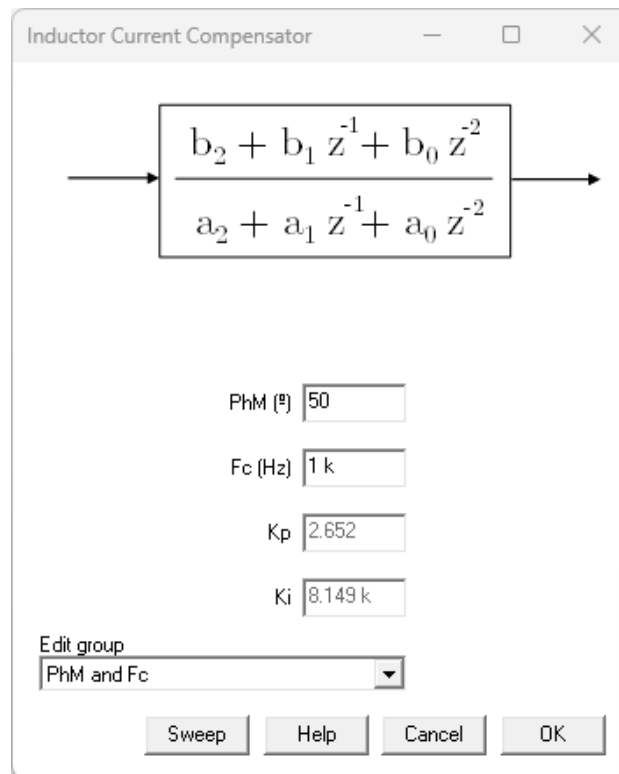 Inductor Current Compensator
b₂ + b₁ z⁻¹ + b₀ z⁻²
a₂ + a₁ z⁻¹ + a₀ z⁻²
PhM (º) 50
Fc (Hz) 1 k
Kp 2.652
Ki 8.149 k
Edit group
PhM and Fc
Sweep Help Cancel OK